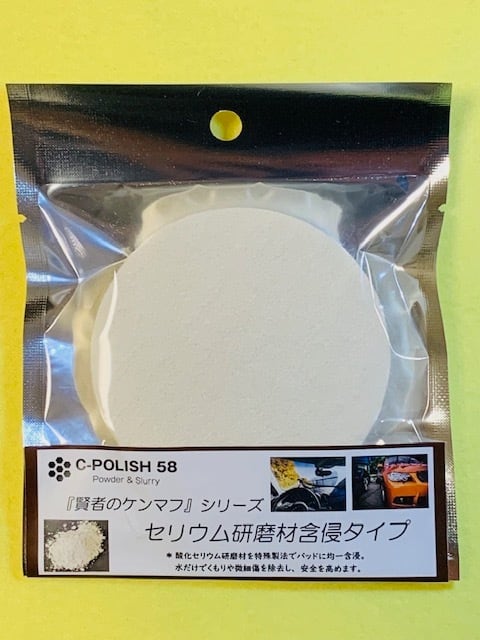 C-POLISH 58
Powder & Slurry
『賢者のケンマフ』シリーズ
セリウム研磨材含侵タイプ
* 酸化セリウム研磨材を特殊製法でパッドに均一含浸。
水だけでくもりや微細傷を除去し、安全を高めます。